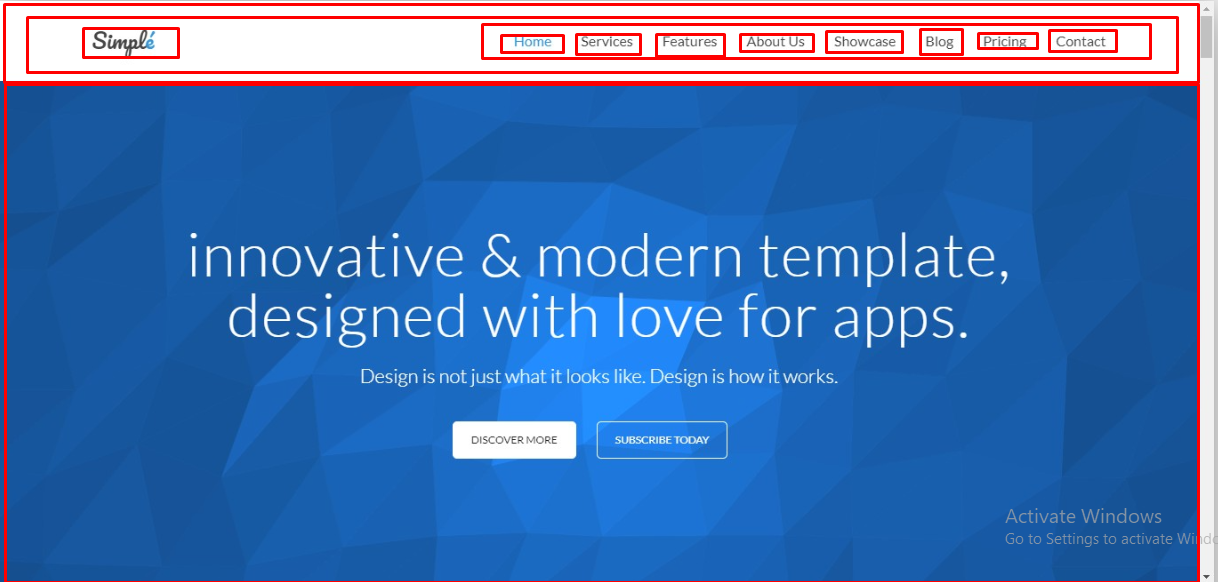 Simplé Home Services Features About Us Showcase Blog Pricing Contact
innovative & modern template,
designed with love for apps.
Design is not just what it looks like. Design is how it works.
DISCOVER MORE SUBSCRIBE TODAY
Activate Windows
Go to Settings to activate Windo